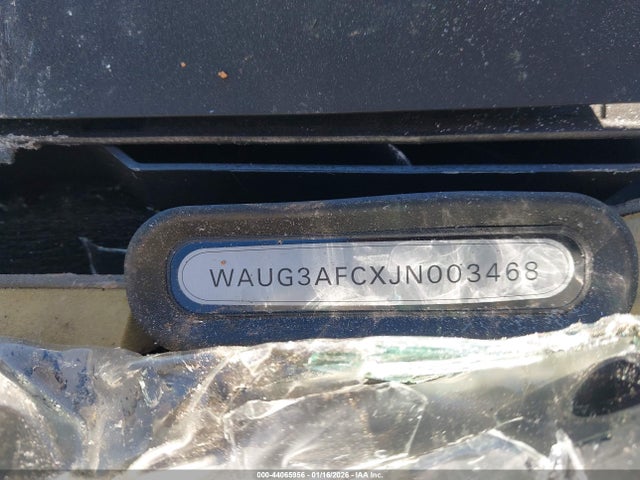 WAUG3AFCXJN003468
000-44065956 - 01/16/2026 - IAA Inc.